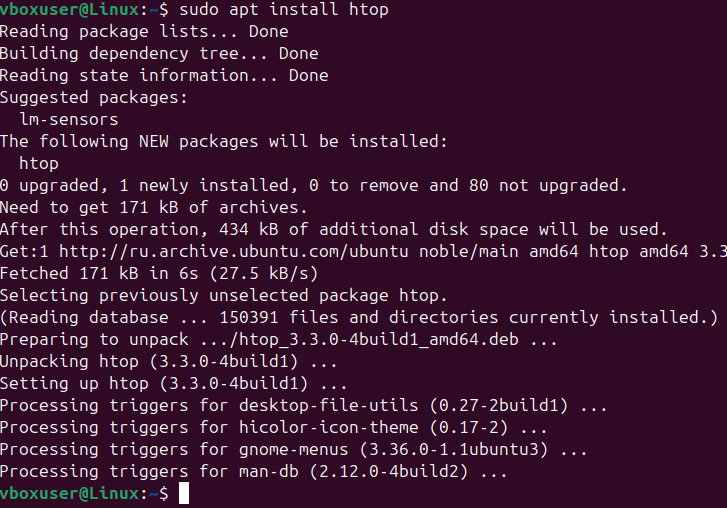 vboxuser@Linux:~$ sudo apt install htop
Reading package lists... Done
Building dependency tree... Done
Reading state information... Done
Suggested packages:
  lm-sensors
The following NEW packages will be installed:
  htop
0 upgraded, 1 newly installed, 0 to remove and 80 not upgraded.
Need to get 171 kB of archives.
After this operation, 434 kB of additional disk space will be used.
Get:1 http://ru.archive.ubuntu.com/ubuntu noble/main amd64 htop amd64 3.3
Fetched 171 kB in 6s (27.5 kB/s)
Selecting previously unselected package htop.
(Reading database ... 150391 files and directories currently installed.)
Preparing to unpack .../htop_3.3.0-4build1_amd64.deb ...
Unpacking htop (3.3.0-4build1) ...
Setting up htop (3.3.0-4build1) ...
Processing triggers for desktop-file-utils (0.27-2build1) ...
Processing triggers for hicolor-icon-theme (0.17-2) ...
Processing triggers for gnome-menus (3.36.0-1.1ubuntu3) ...
Processing triggers for man-db (2.12.0-4build2) ...
vboxuser@Linux:~$